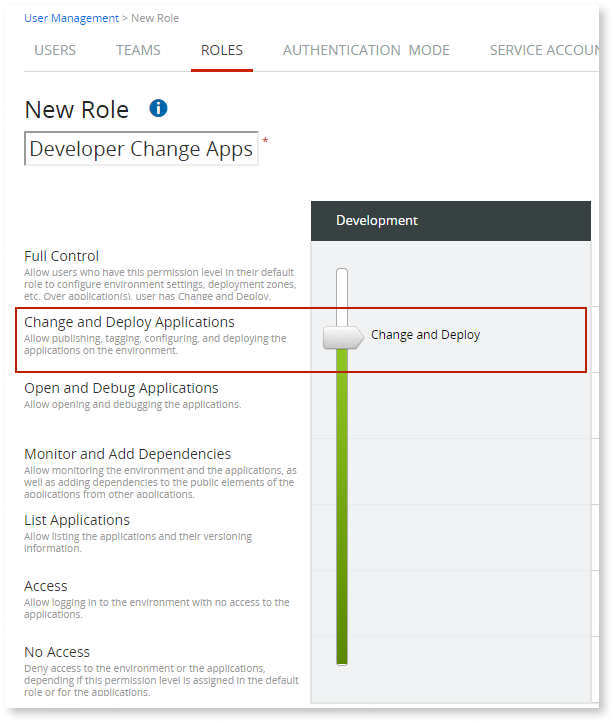 User Management > New Role
USERS TEAMS ROLES AUTHENTICATION MODE SERVICE ACCOUN
New Role i
Developer Change Apps *
Development
Full Control
Allow users who have this permission level in their default
role to configure environment settings, deployment zones,
etc. Over application(s), user has Change and Deploy.
Change and Deploy Applications
Allow publishing, tagging, configuring, and deploying the
applications on the environment.
Change and Deploy
Open and Debug Applications
Allow opening and debugging the applications.
Monitor and Add Dependencies
Allow monitoring the environment and the applications, as
well as adding dependencies to the public elements of the
applications from other applications.
List Applications
Allow listing the applications and their versioning
information.
Access
Allow logging in to the environment with no access to the
applications.
No Access
Deny access to the environment or the applications,
depending if this permission level is assigned in the default
role or for the applications.